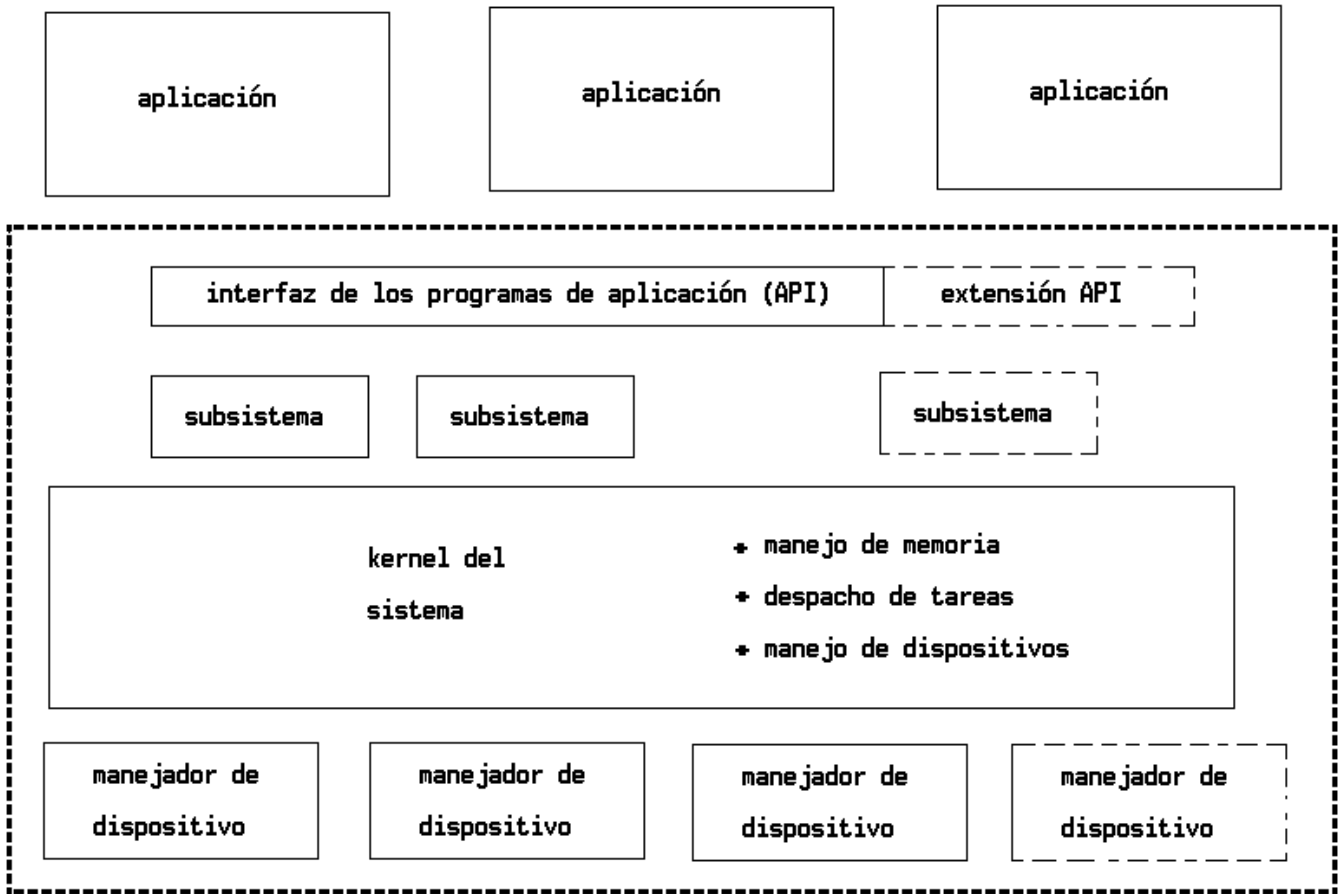 aplicación
aplicación
aplicación
interfaz de los programas de aplicación (API)
extensión API
subsistema
subsistema
subsistema
kernel del
sistema
* manejo de memoria
* despacho de tareas
* manejo de dispositivos
manejador de
dispositivo
manejador de
dispositivo
manejador de
dispositivo
manejador de
dispositivo